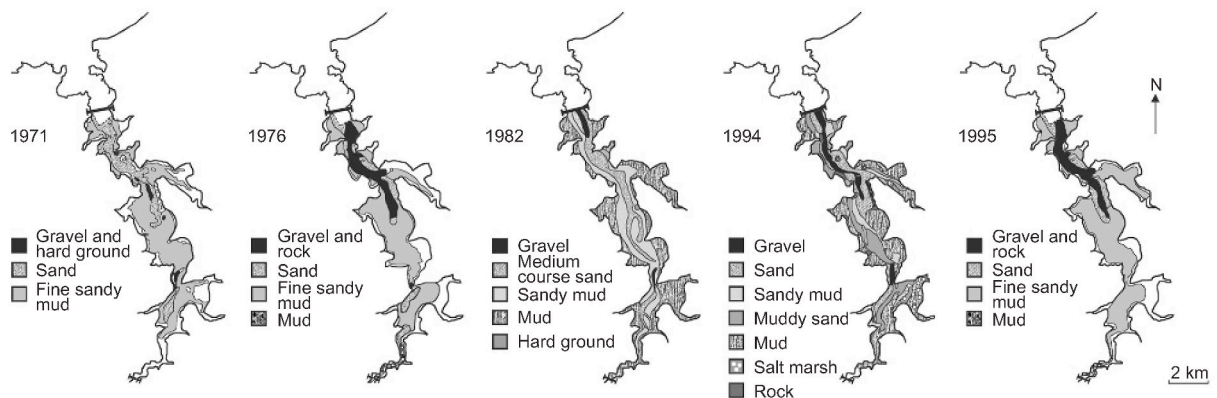 1971
Gravel and
hard ground
Sand
Fine sandy
mud
1976
Gravel and
rock
Sand
Fine sandy
mud
Mud
1982
Gravel
Medium
course sand
Sandy mud
Mud
Hard ground
1994
Gravel
Sand
Sandy mud
Muddy sand
Mud
Salt marsh
Rock
1995
Gravel and
rock
Sand
Fine sandy
mud
Mud
N
2 km